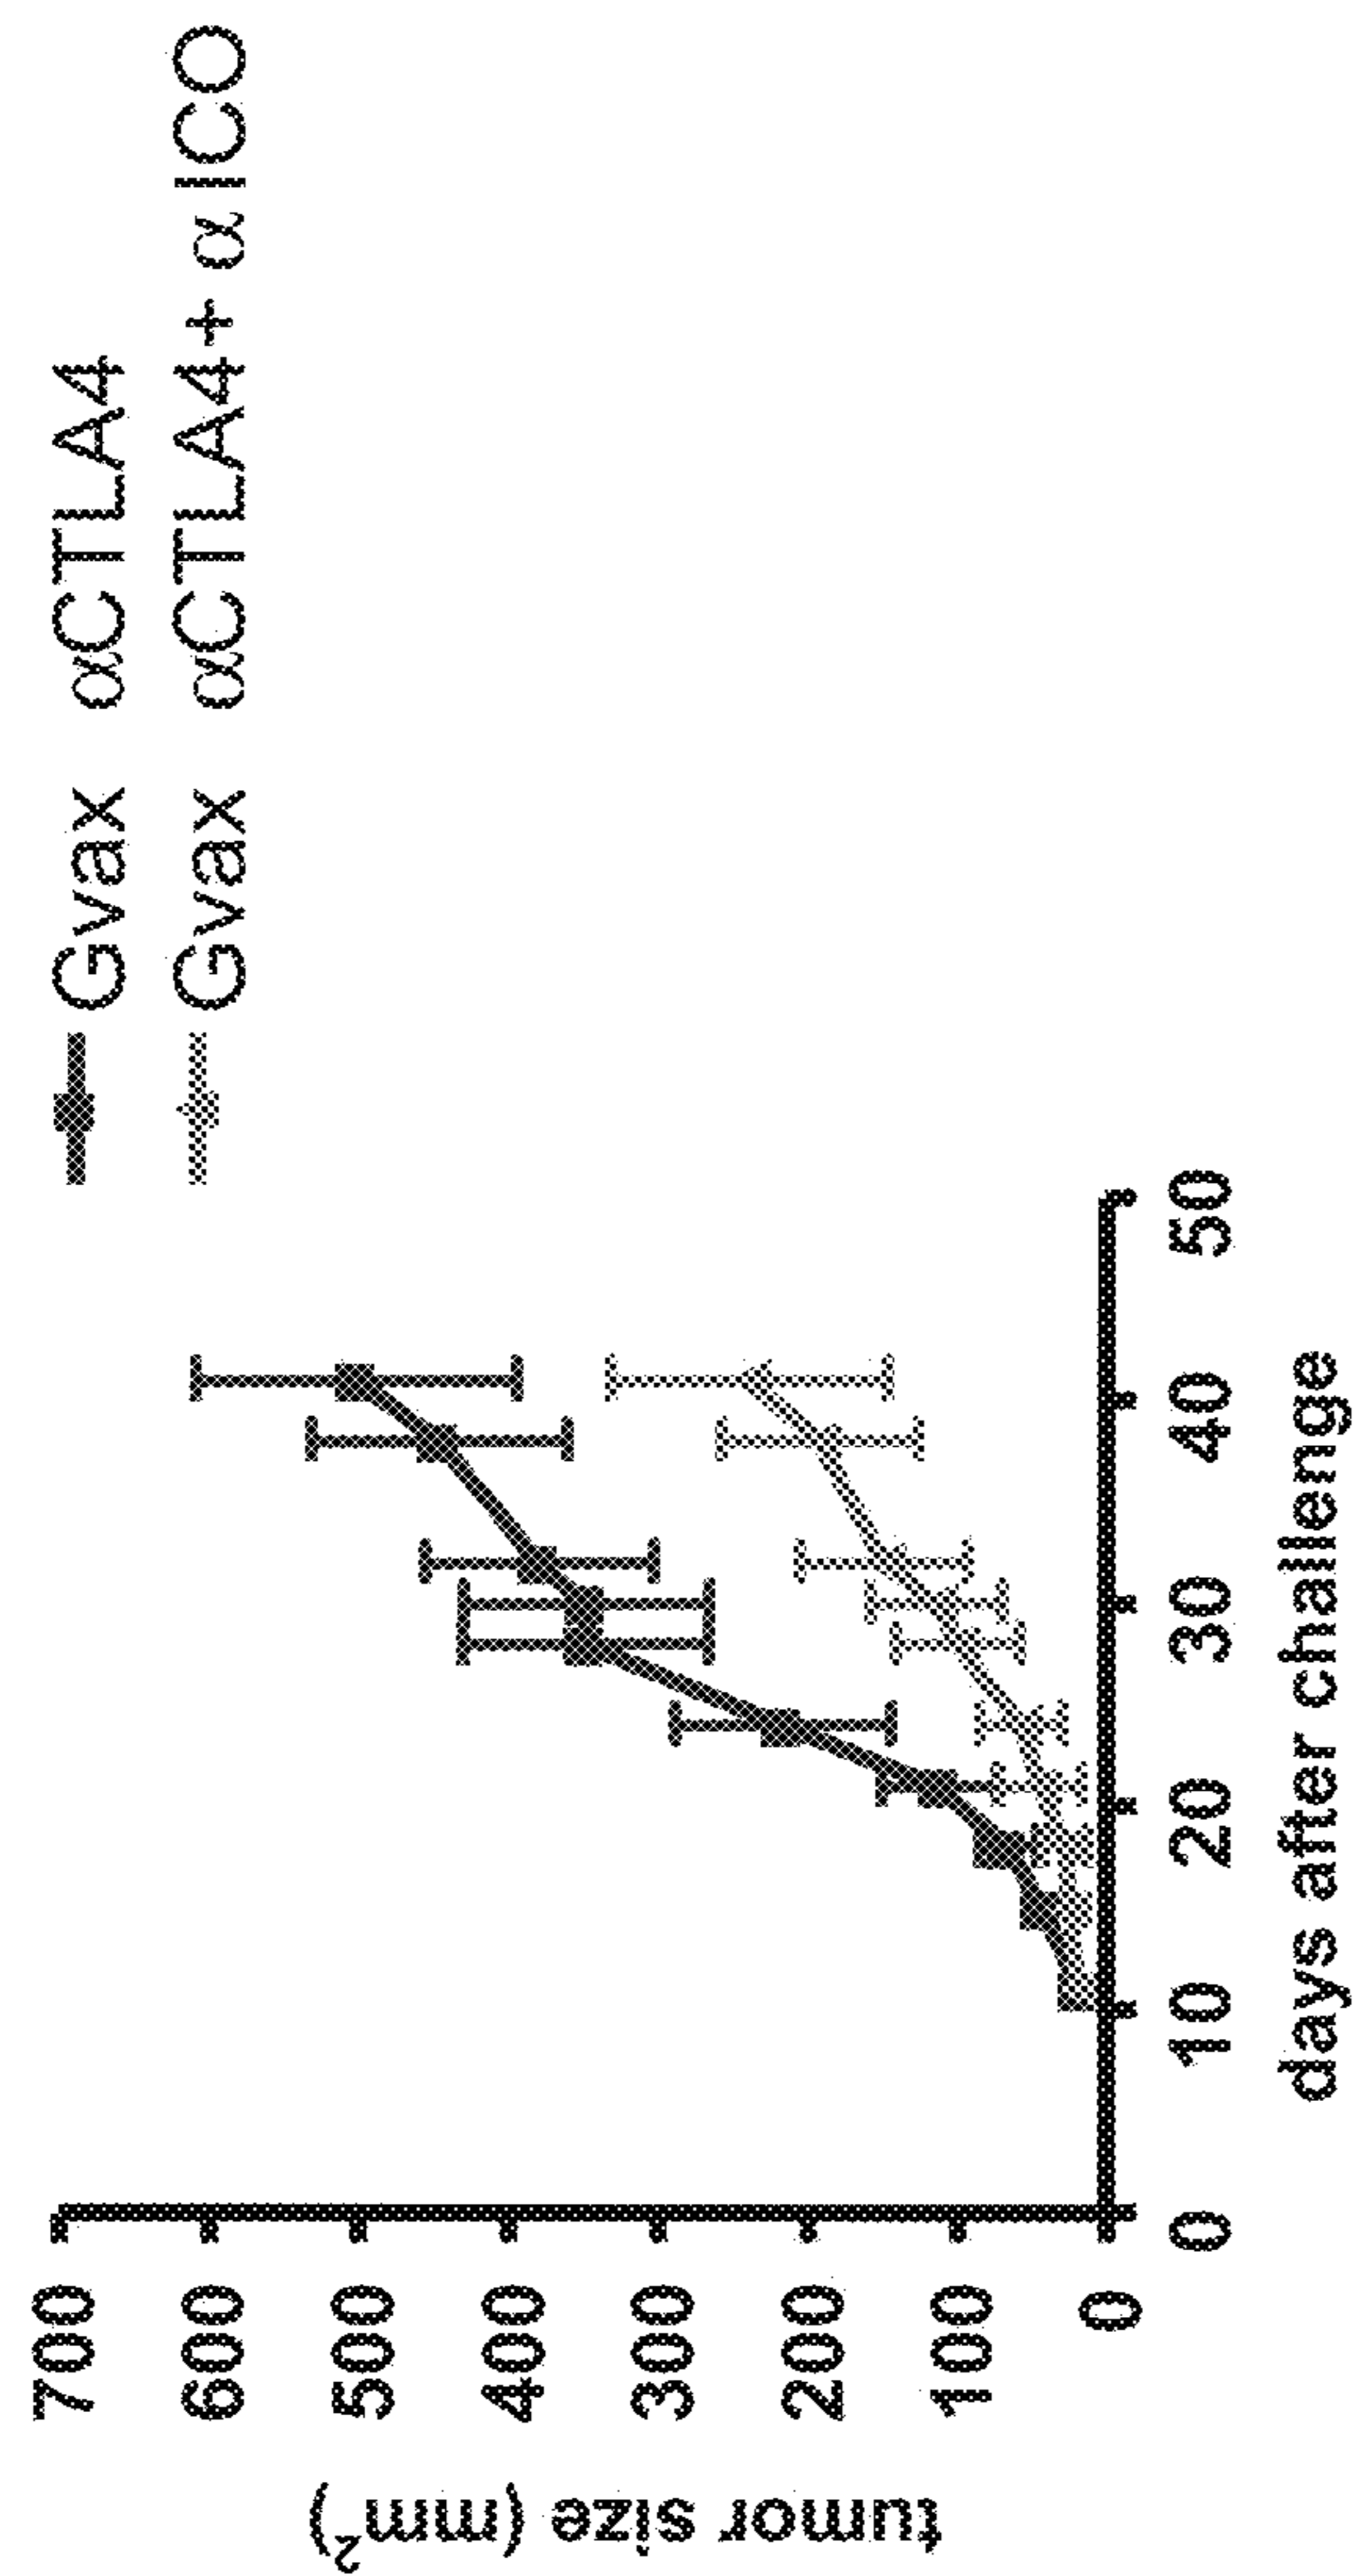 Gvax αCTLA4
Gvax αCTLA4+ α ICO
700
600
500
400
300
200
100
0
tumor size (mm²)
0 10 20 30 40 50
days after challenge